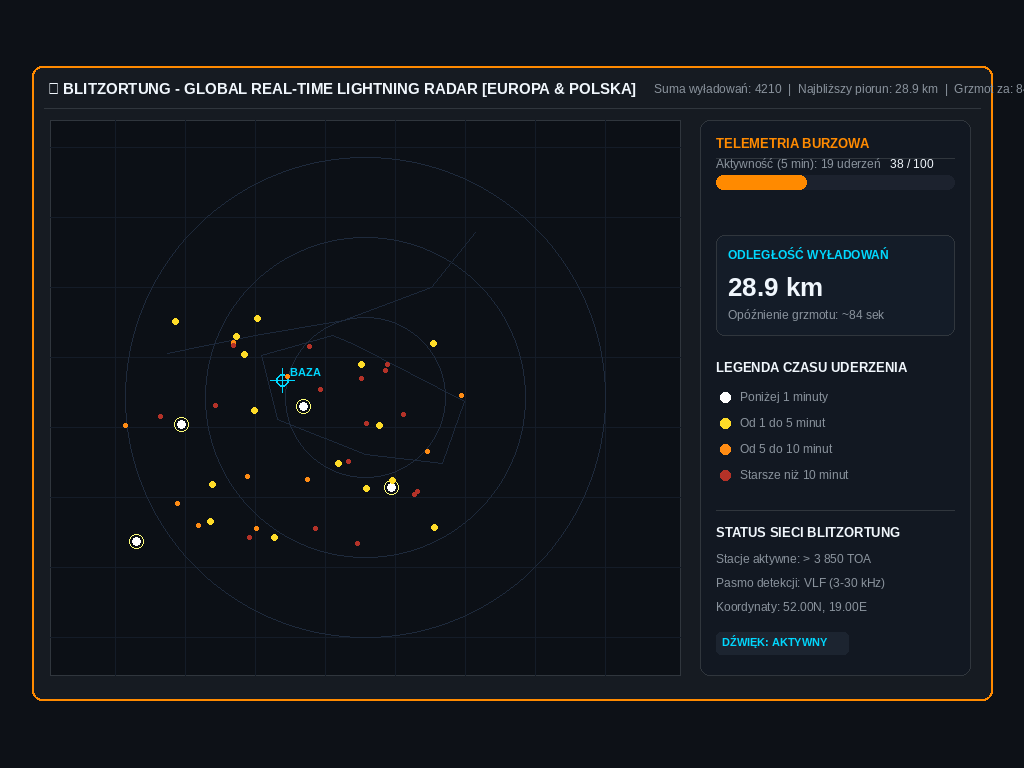 BLITZORTUNG - GLOBAL REAL-TIME LIGHTNING RADAR [EUROPA & POLSKA]
Suma wyładowań: 4210 | Najbliższy piorun: 28.9 km | Grzmot za: 84
TELEMETRIA BURZOWA
Aktywność (5 min): 19 uderzeń 38 / 100
ODLEGŁOŚĆ WYŁADOWAŃ
28.9 km
Opóźnienie grzmotu: ~84 sek
BAZA
LEGENDA CZASU UDERZENIA
Poniżej 1 minuty
Od 1 do 5 minut
Od 5 do 10 minut
Starsze niż 10 minut
STATUS SIECI BLITZORTUNG
Stacje aktywne: > 3 850 TOA
Pasmo detekcji: VLF (3-30 kHz)
Koordynaty: 52.00N, 19.00E
DŹWIĘK: AKTYWNY